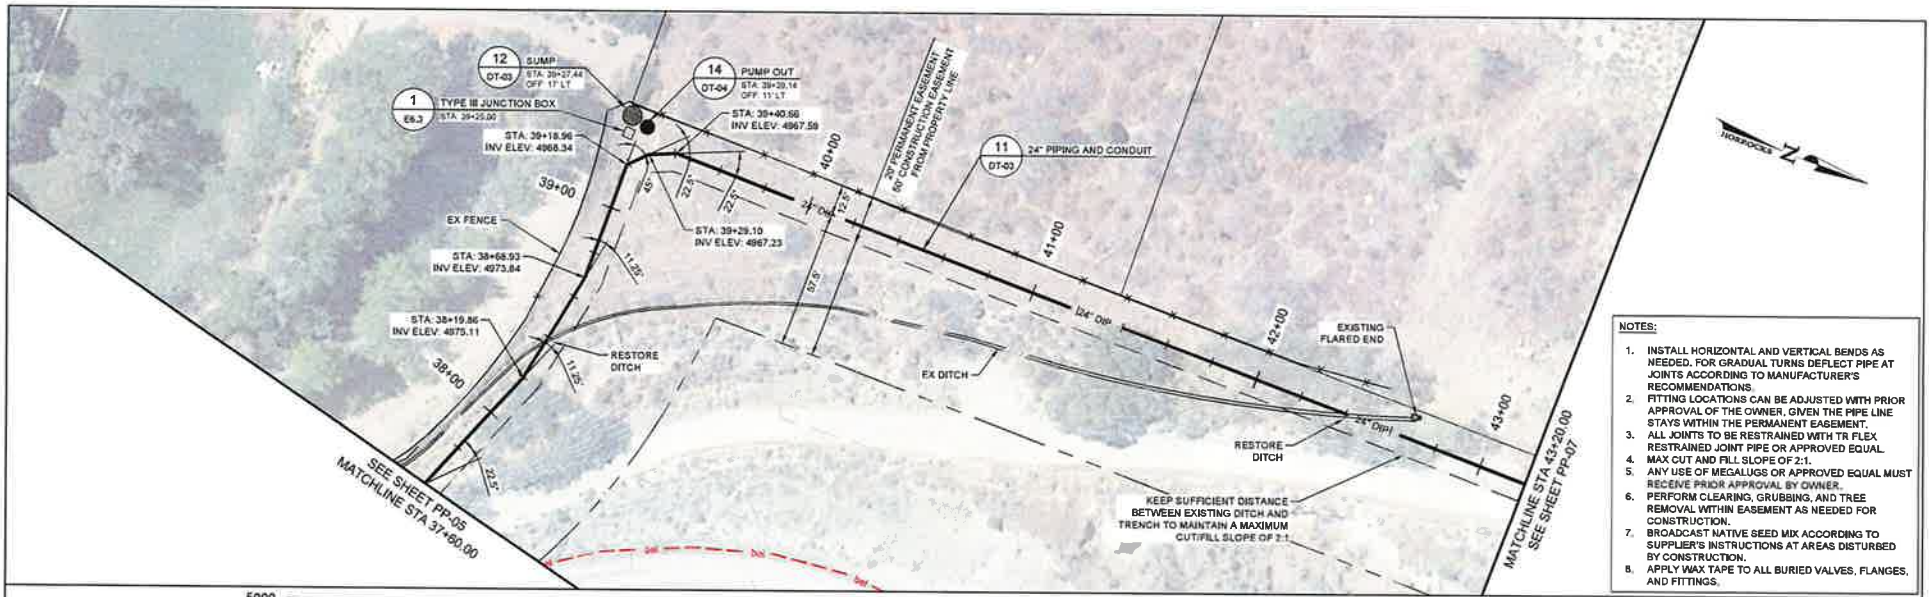 12
DT-03
SUMP
STA: 39+27.44
OFF: 17' LT
14
DT-04
PUMP OUT
STA: 39+29.14
OFF: 11' LT
1
E6.3
TYPE III JUNCTION BOX
STA: 39+25.00
STA: 39+18.96
INV ELEV: 4968.34
STA: 39+40.66
INV ELEV: 4967.59
40+00
20' PERMANENT EASEMENT
60' CONSTRUCTION EASEMENT
FROM PROPERTY LINE
11
DT-03
24" PIPING AND CONDUIT
HORROCKS
N
39+00
45°
22.5°
22.5°
24" DIP
12.5'
EX FENCE
STA: 39+29.10
INV ELEV: 4967.23
41+00
STA: 38+68.93
INV ELEV: 4973.84
11.25°
57.5'
STA: 38+19.86
INV ELEV: 4975.11
24" DIP
42+00
EXISTING
FLARED END
38+00
11.25°
RESTORE
DITCH
EX DITCH
24" DIP
43+00
RESTORE
DITCH
22.5°
SEE SHEET PP-05
MATCHLINE STA 37+60.00
KEEP SUFFICIENT DISTANCE
BETWEEN EXISTING DITCH AND
TRENCH TO MAINTAIN A MAXIMUM
CUT/FILL SLOPE OF 2:1
MATCHLINE STA 43+20.00
SEE SHEET PP-07
NOTES:
1. INSTALL HORIZONTAL AND VERTICAL BENDS AS
NEEDED. FOR GRADUAL TURNS DEFLECT PIPE AT
JOINTS ACCORDING TO MANUFACTURER'S
RECOMMENDATIONS.
2. FITTING LOCATIONS CAN BE ADJUSTED WITH PRIOR
APPROVAL OF THE OWNER, GIVEN THE PIPE LINE
STAYS WITHIN THE PERMANENT EASEMENT.
3. ALL JOINTS TO BE RESTRAINED WITH TR FLEX
RESTRAINED JOINT PIPE OR APPROVED EQUAL.
4. MAX CUT AND FILL SLOPE OF 2:1.
5. ANY USE OF MEGALUGS OR APPROVED EQUAL MUST
RECEIVE PRIOR APPROVAL BY OWNER.
6. PERFORM CLEARING, GRUBBING, AND TREE
REMOVAL WITHIN EASEMENT AS NEEDED FOR
CONSTRUCTION.
7. BROADCAST NATIVE SEED MIX ACCORDING TO
SUPPLIER'S INSTRUCTIONS AT AREAS DISTURBED
BY CONSTRUCTION.
8. APPLY WAX TAPE TO ALL BURIED VALVES, FLANGES,
AND FITTINGS.